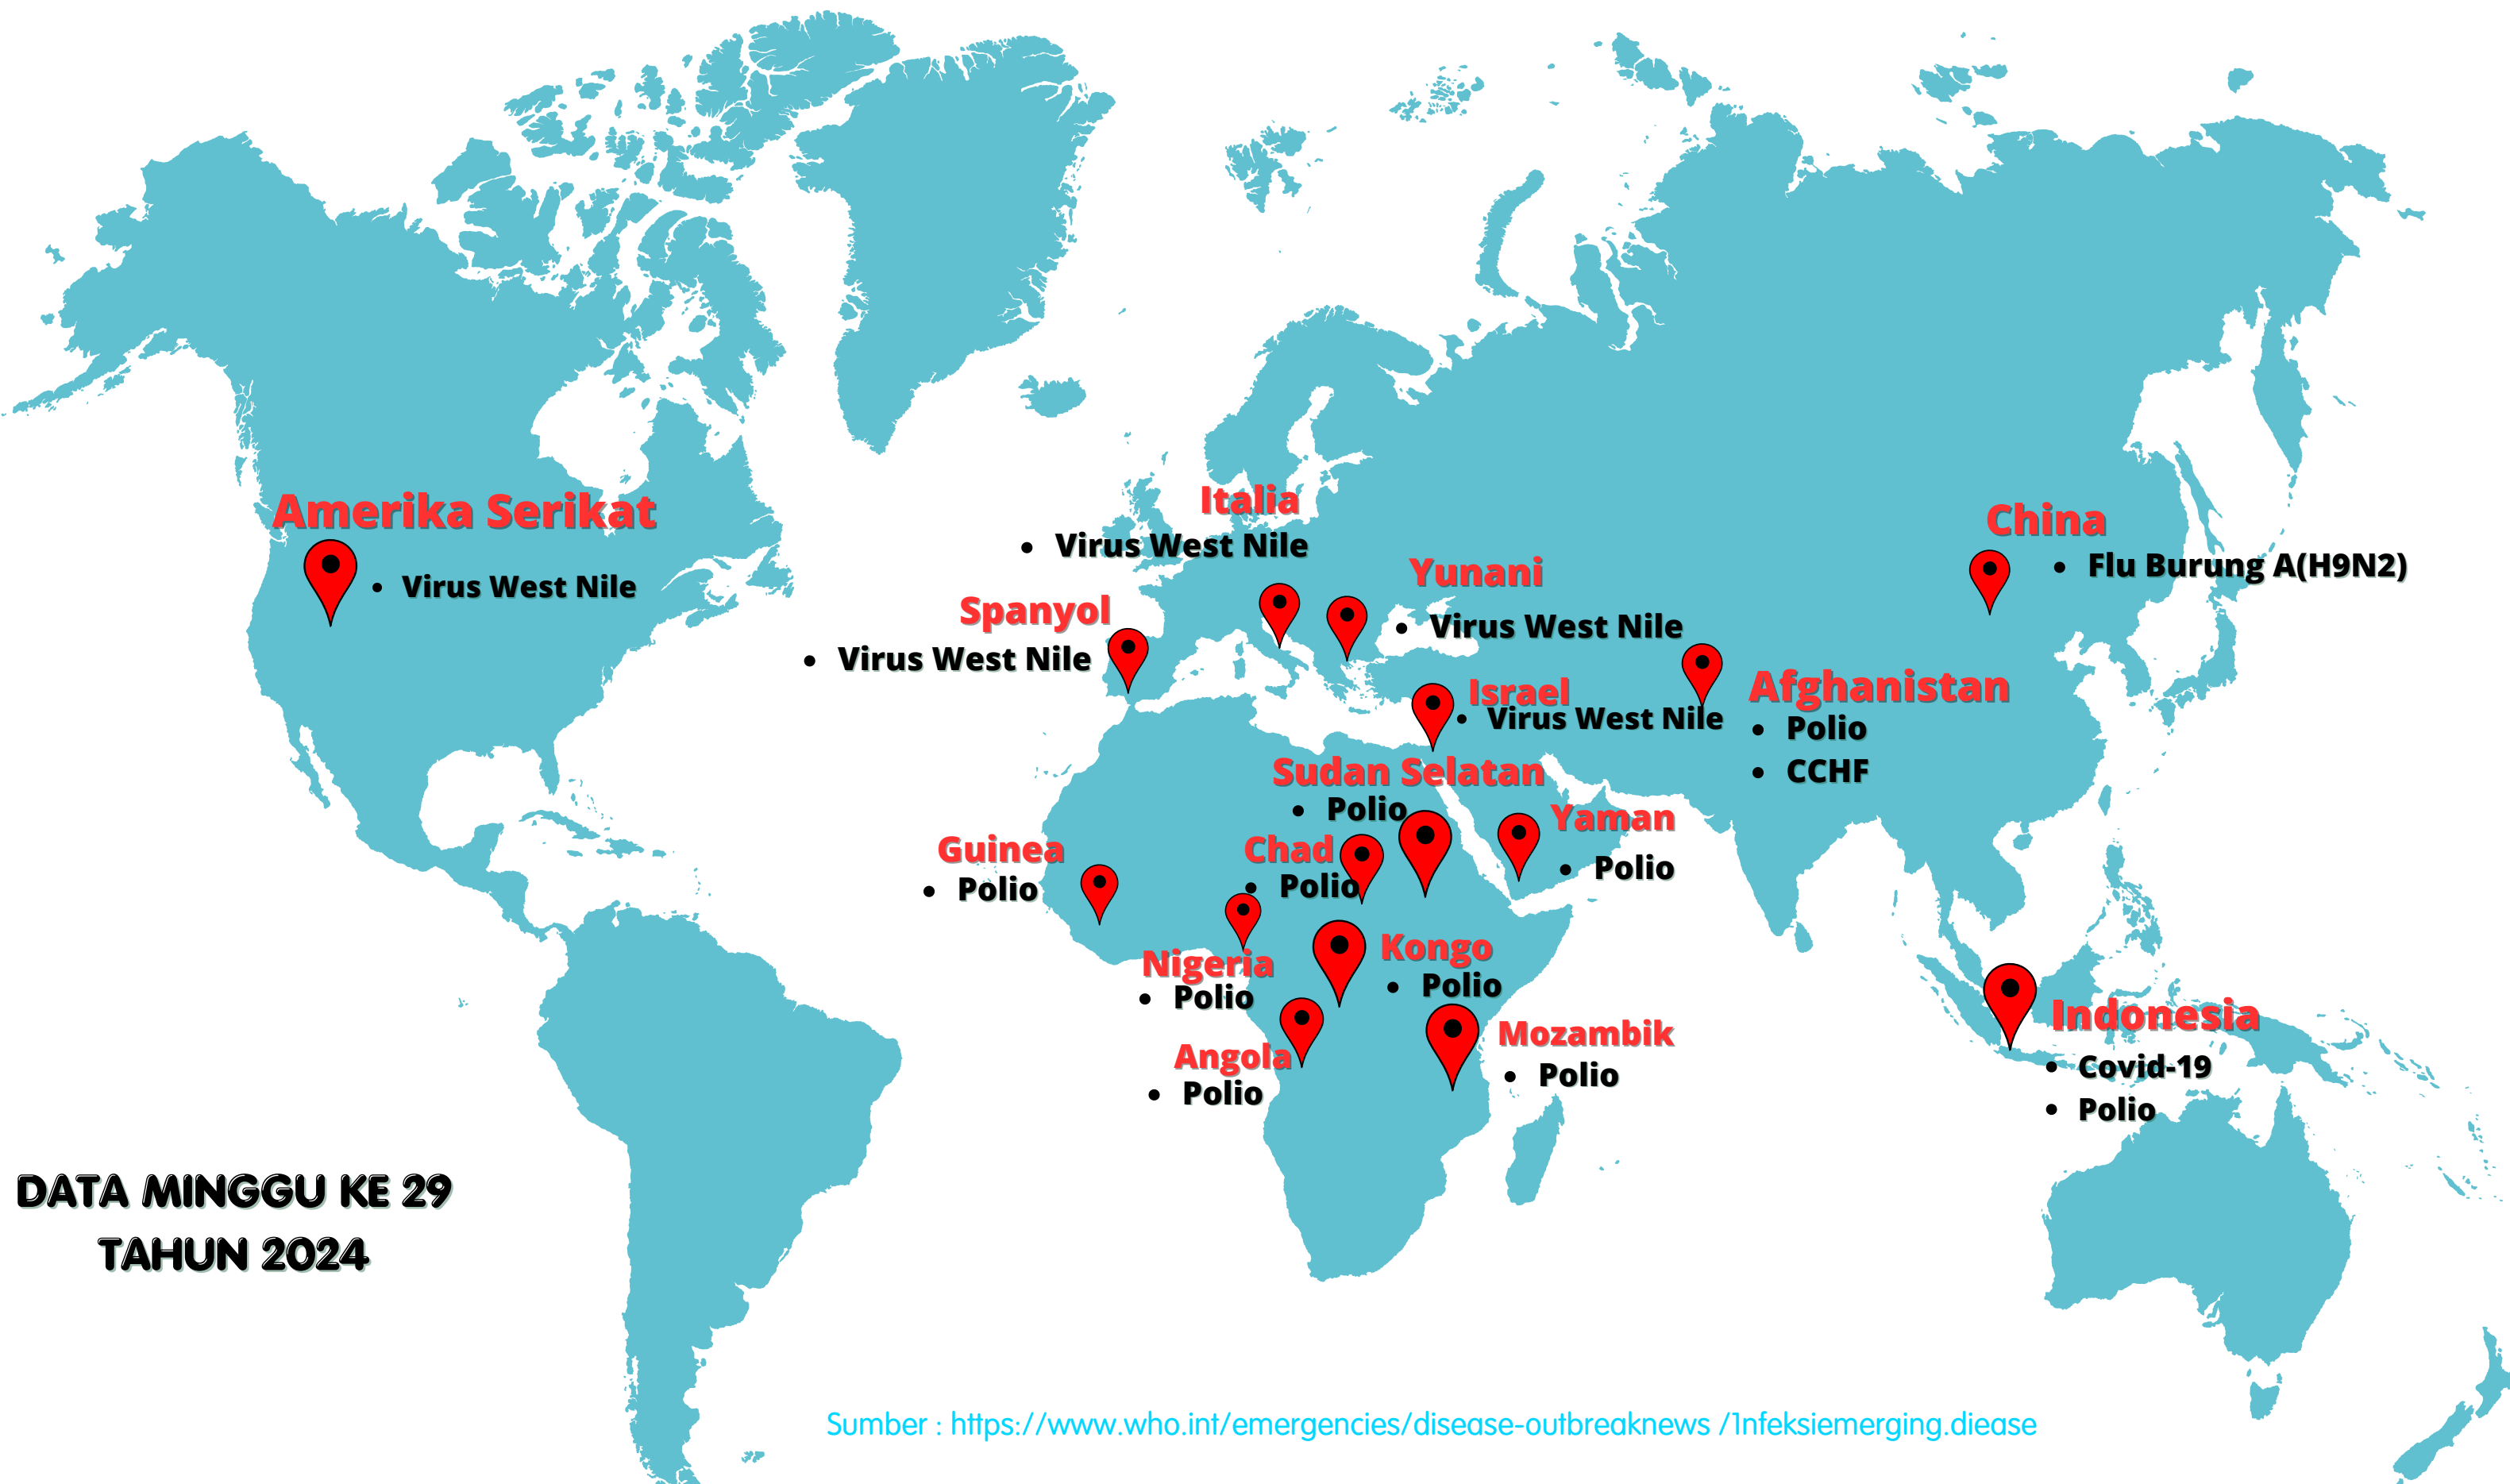 Amerika Serikat
Virus West Nile
Italia
Virus West Nile
Yunani
Virus West Nile
Spanyol
Virus West Nile
China
Flu Burung A(H9N2)
Israel
Virus West Nile
Afghanistan
Polio
CCHF
Sudan Selatan
Polio
Yaman
Polio
Guinea
Polio
Chad
Polio
Nigeria
Polio
Kongo
Polio
Angola
Polio
Mozambik
Polio
Indonesia
Covid-19
Polio
DATA MINGGU KE 29
TAHUN 2024
Sumber : https://www.who.int/emergencies/disease-outbreaknews /1nfeksiemerging.diease